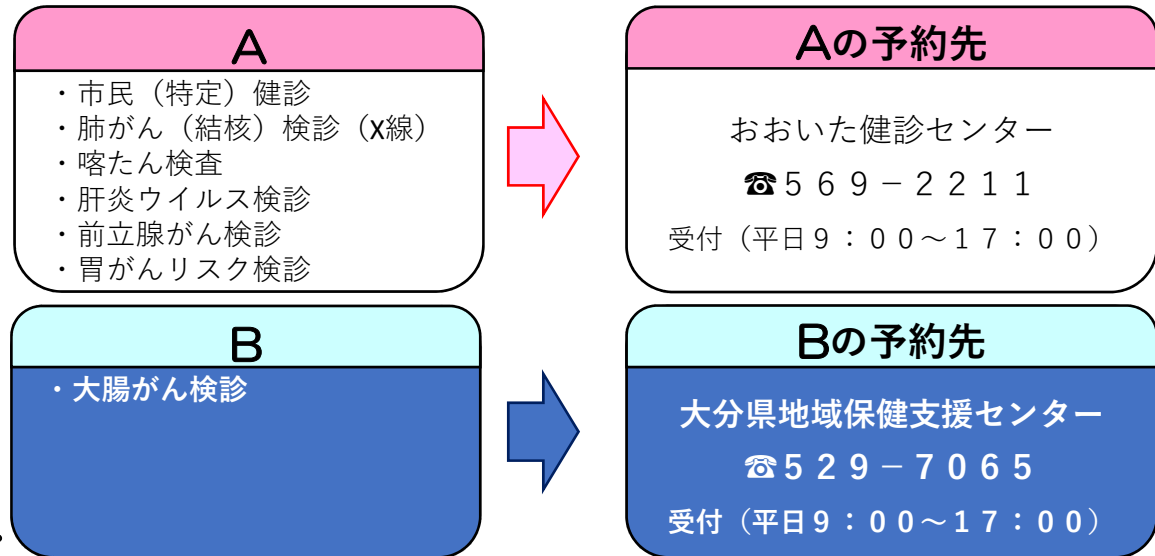 A
・市民（特定）健診
・肺がん（結核）検診（X線）
・喀たん検査
・肝炎ウイルス検診
・前立腺がん検診
・胃がんリスク検診
Aの予約先
おおいた健診センター
☎５６９－２２１１
受付（平日９：００～１７：００）
B
・大腸がん検診
Bの予約先
大分県地域保健支援センター
☎５２９－７０６５
受付（平日９：００～１７：００）